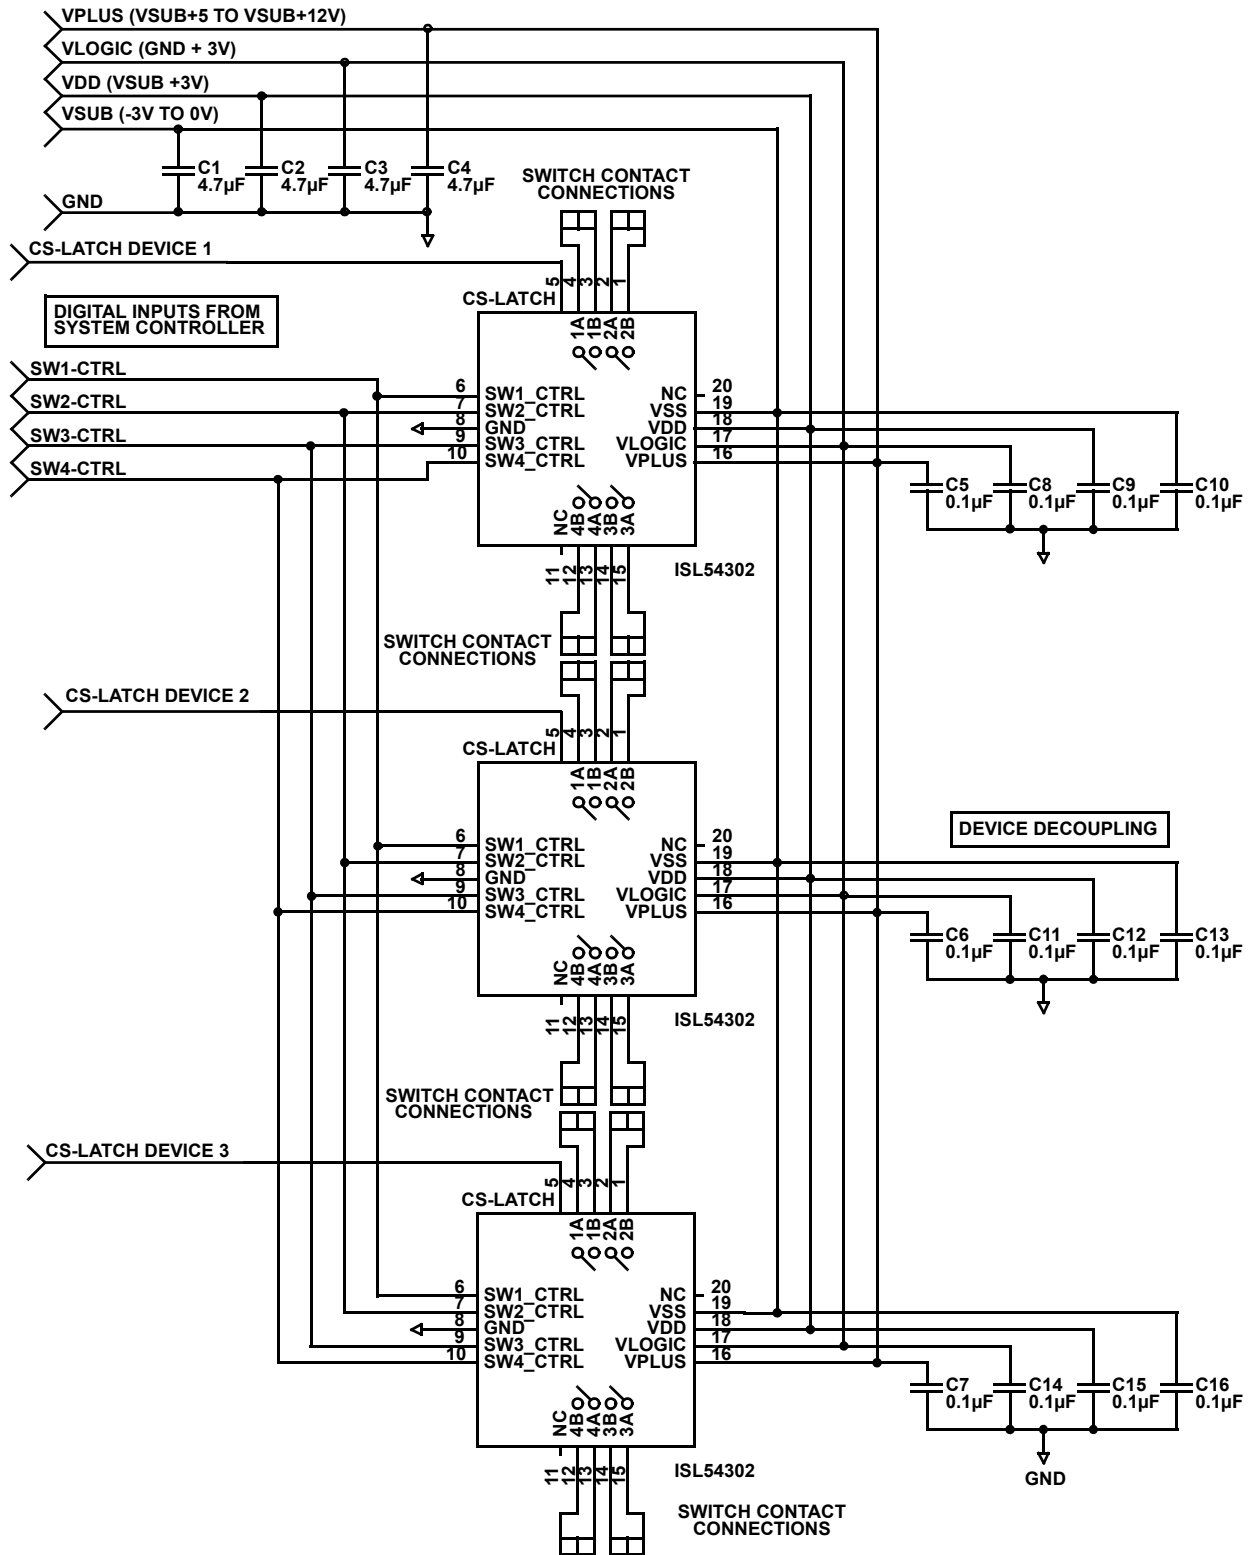 VPLUS (VSUB+5 TO VSUB+12V)
VLOGIC (GND + 3V)
VDD (VSUB +3V)
VSUB (-3V TO 0V)
C1
4.7µF
C2
4.7µF
C3
4.7µF
C4
4.7µF
GND
SWITCH CONTACT
CONNECTIONS
CS-LATCH DEVICE 1
5
4
3
2
1
CS-LATCH
DIGITAL INPUTS FROM
SYSTEM CONTROLLER
1A
1B
2A
2B
SW1-CTRL
SW2-CTRL
SW3-CTRL
SW4-CTRL
6 SW1_CTRL
7 SW2_CTRL
8 GND
9 SW3_CTRL
10 SW4_CTRL
NC 20
VSS 19
VDD 18
VLOGIC 17
VPLUS 16
C5
0.1µF
C8
0.1µF
C9
0.1µF
C10
0.1µF
NC
4B
4A
3B
3A
11
12
13
14
15
ISL54302
SWITCH CONTACT
CONNECTIONS
CS-LATCH DEVICE 2
5
4
3
2
1
CS-LATCH
1A
1B
2A
2B
6 SW1_CTRL
7 SW2_CTRL
8 GND
9 SW3_CTRL
10 SW4_CTRL
NC 20
VSS 19
VDD 18
VLOGIC 17
VPLUS 16
DEVICE DECOUPLING
C6
0.1µF
C11
0.1µF
C12
0.1µF
C13
0.1µF
NC
4B
4A
3B
3A
11
12
13
14
15
ISL54302
SWITCH CONTACT
CONNECTIONS
CS-LATCH DEVICE 3
5
4
3
2
1
CS-LATCH
1A
1B
2A
2B
6 SW1_CTRL
7 SW2_CTRL
8 GND
9 SW3_CTRL
10 SW4_CTRL
NC 20
VSS 19
VDD 18
VLOGIC 17
VPLUS 16
C7
0.1µF
C14
0.1µF
C15
0.1µF
C16
0.1µF
NC
4B
4A
3B
3A
11
12
13
14
15
ISL54302
GND
SWITCH CONTACT
CONNECTIONS